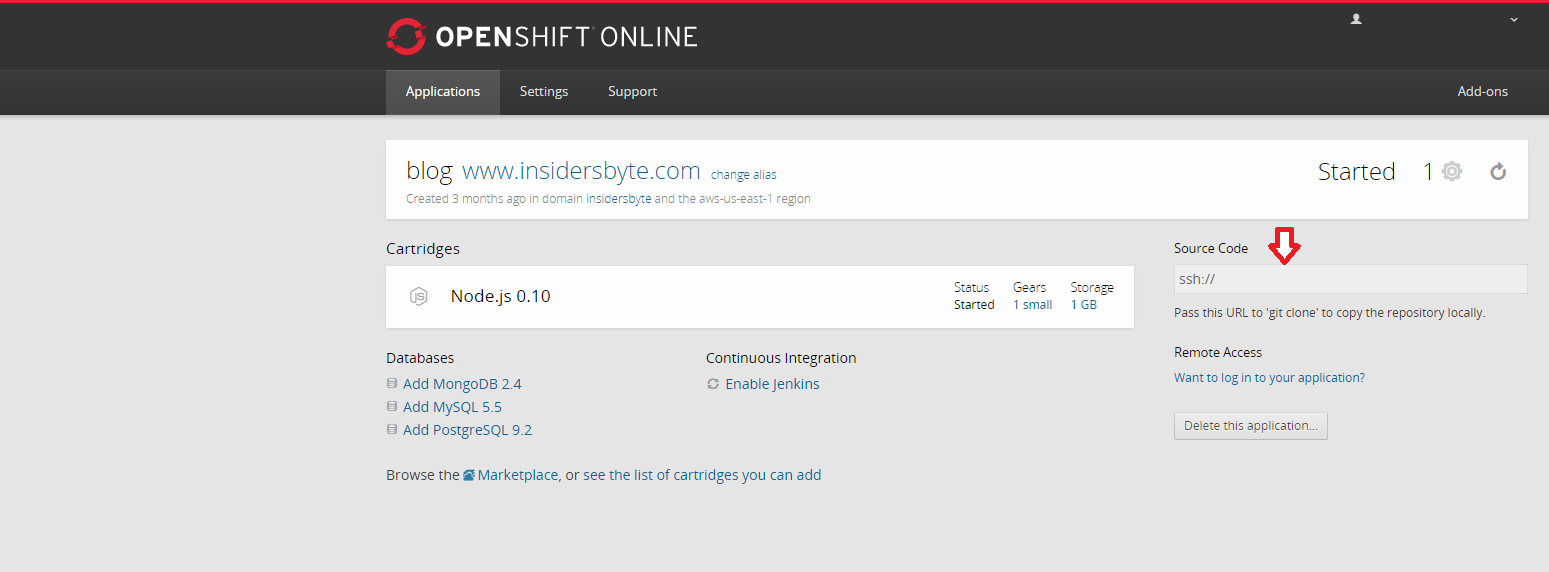 OPENSHIFT ONLINE
Applications Settings Support Add-ons
blog www.insidersbyte.com change alias
Created 3 months ago in domain insidersbyte and the aws-us-east-1 region
Started 1
Cartridges
JS Node.js 0.10
Status Gears Storage
Started 1 small 1 GB
Databases
Add MongoDB 2.4
Add MySQL 5.5
Add PostgreSQL 9.2
Continuous Integration
Enable Jenkins
Browse the Marketplace, or see the list of cartridges you can add
Source Code
ssh://
Pass this URL to 'git clone' to copy the repository locally.
Remote Access
Want to log in to your application?
Delete this application...